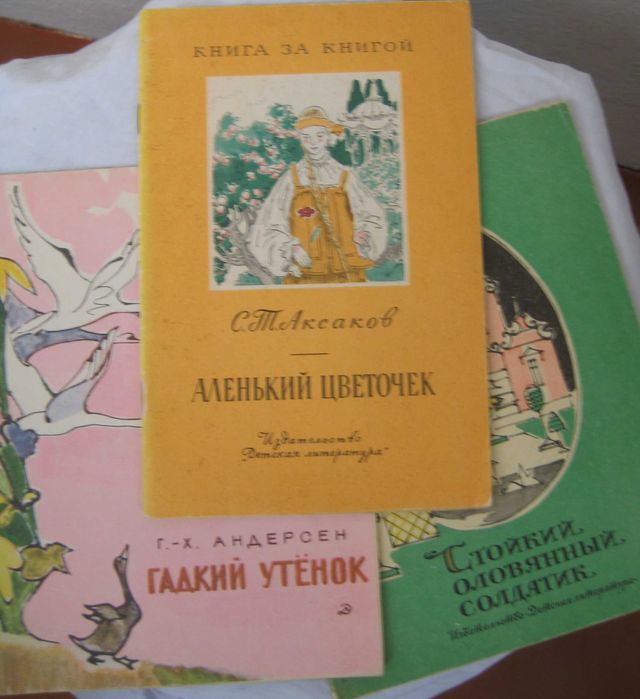 КНИГА ЗА КНИГОЙ
С.Т.Аксаков
АЛЕНЬКИЙ ЦВЕТОЧЕК
Издательство
„Детская литература"
Г.-Х. АНДЕРСЕН
ГАДКИЙ УТЁНОК
Д
СТОЙКИЙ
ОЛОВЯННЫЙ
СОЛДАТИК
Издательство „Детская литература"